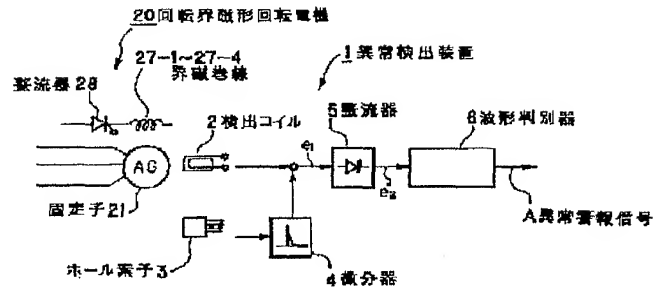 20回転界磁形回転電機
27-1~27-4
界磁巻線
1異常検出装置
整流器28
2検出コイル
5整流器
6波形判別器
e₁
AG
e₂
固定子21
A異常警報信号
ホール素子3
4微分器